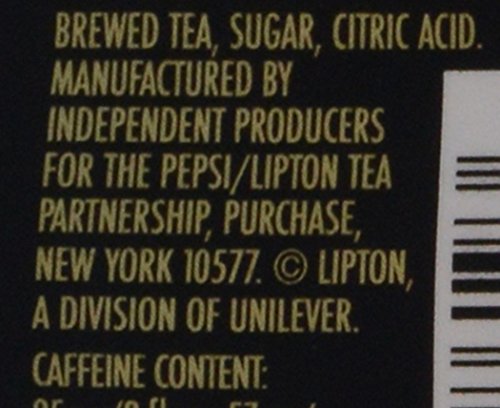 BREWED TEA, SUGAR, CITRIC ACID.
MANUFACTURED BY
INDEPENDENT PRODUCERS
FOR THE PEPSI/LIPTON TEA
PARTNERSHIP, PURCHASE,
NEW YORK 10577. © LIPTON,
A DIVISION OF UNILEVER.
CAFFEINE CONTENT: